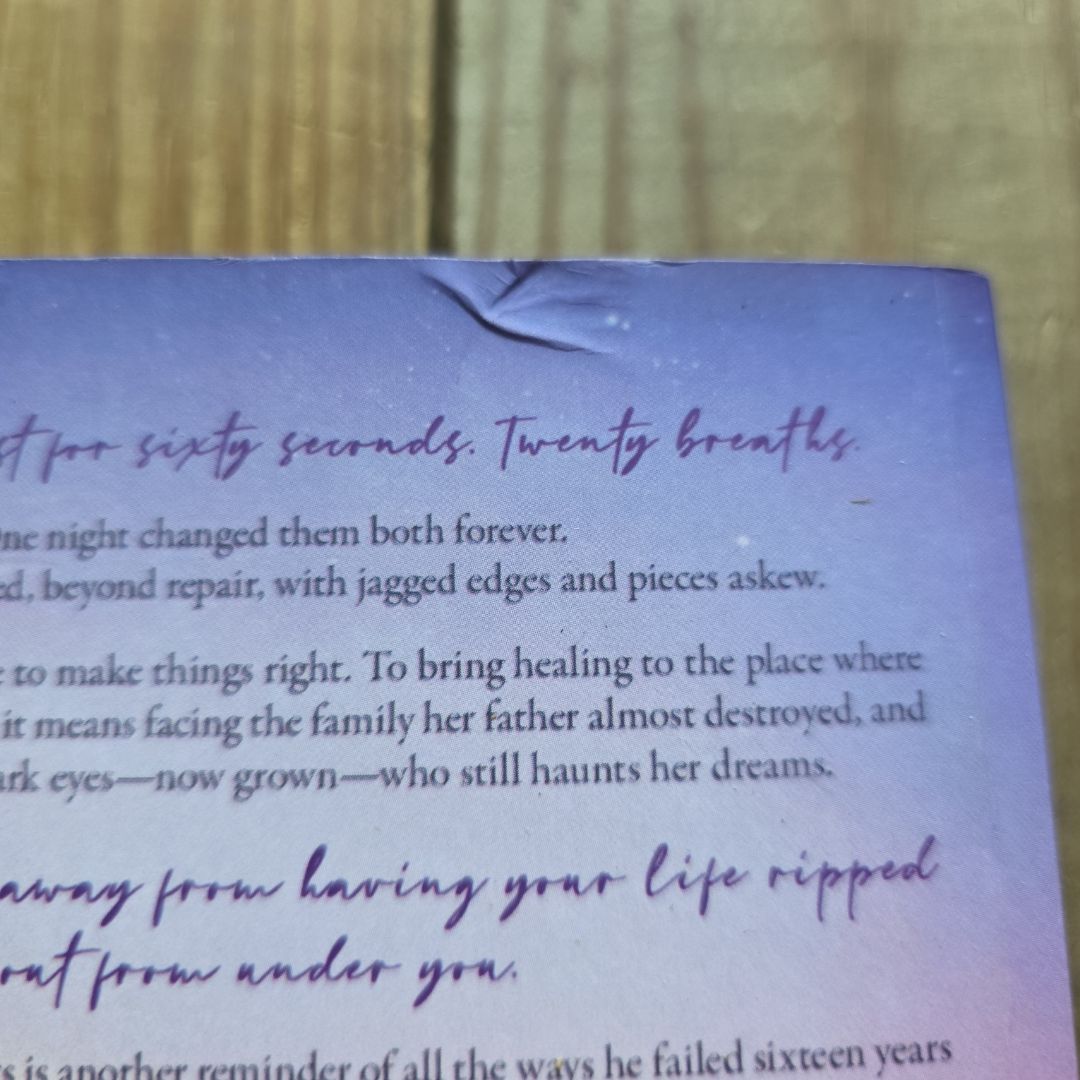 st for sixty seconds. Twenty breaths.
One night changed them both forever.
ed, beyond repair, with jagged edges and pieces askew.
to make things right. To bring healing to the place where
it means facing the family her father almost destroyed, and
ark eyes—now grown—who still haunts her dreams.
away from having your life ripped
out from under you.
s is another reminder of all the ways he failed sixteen years